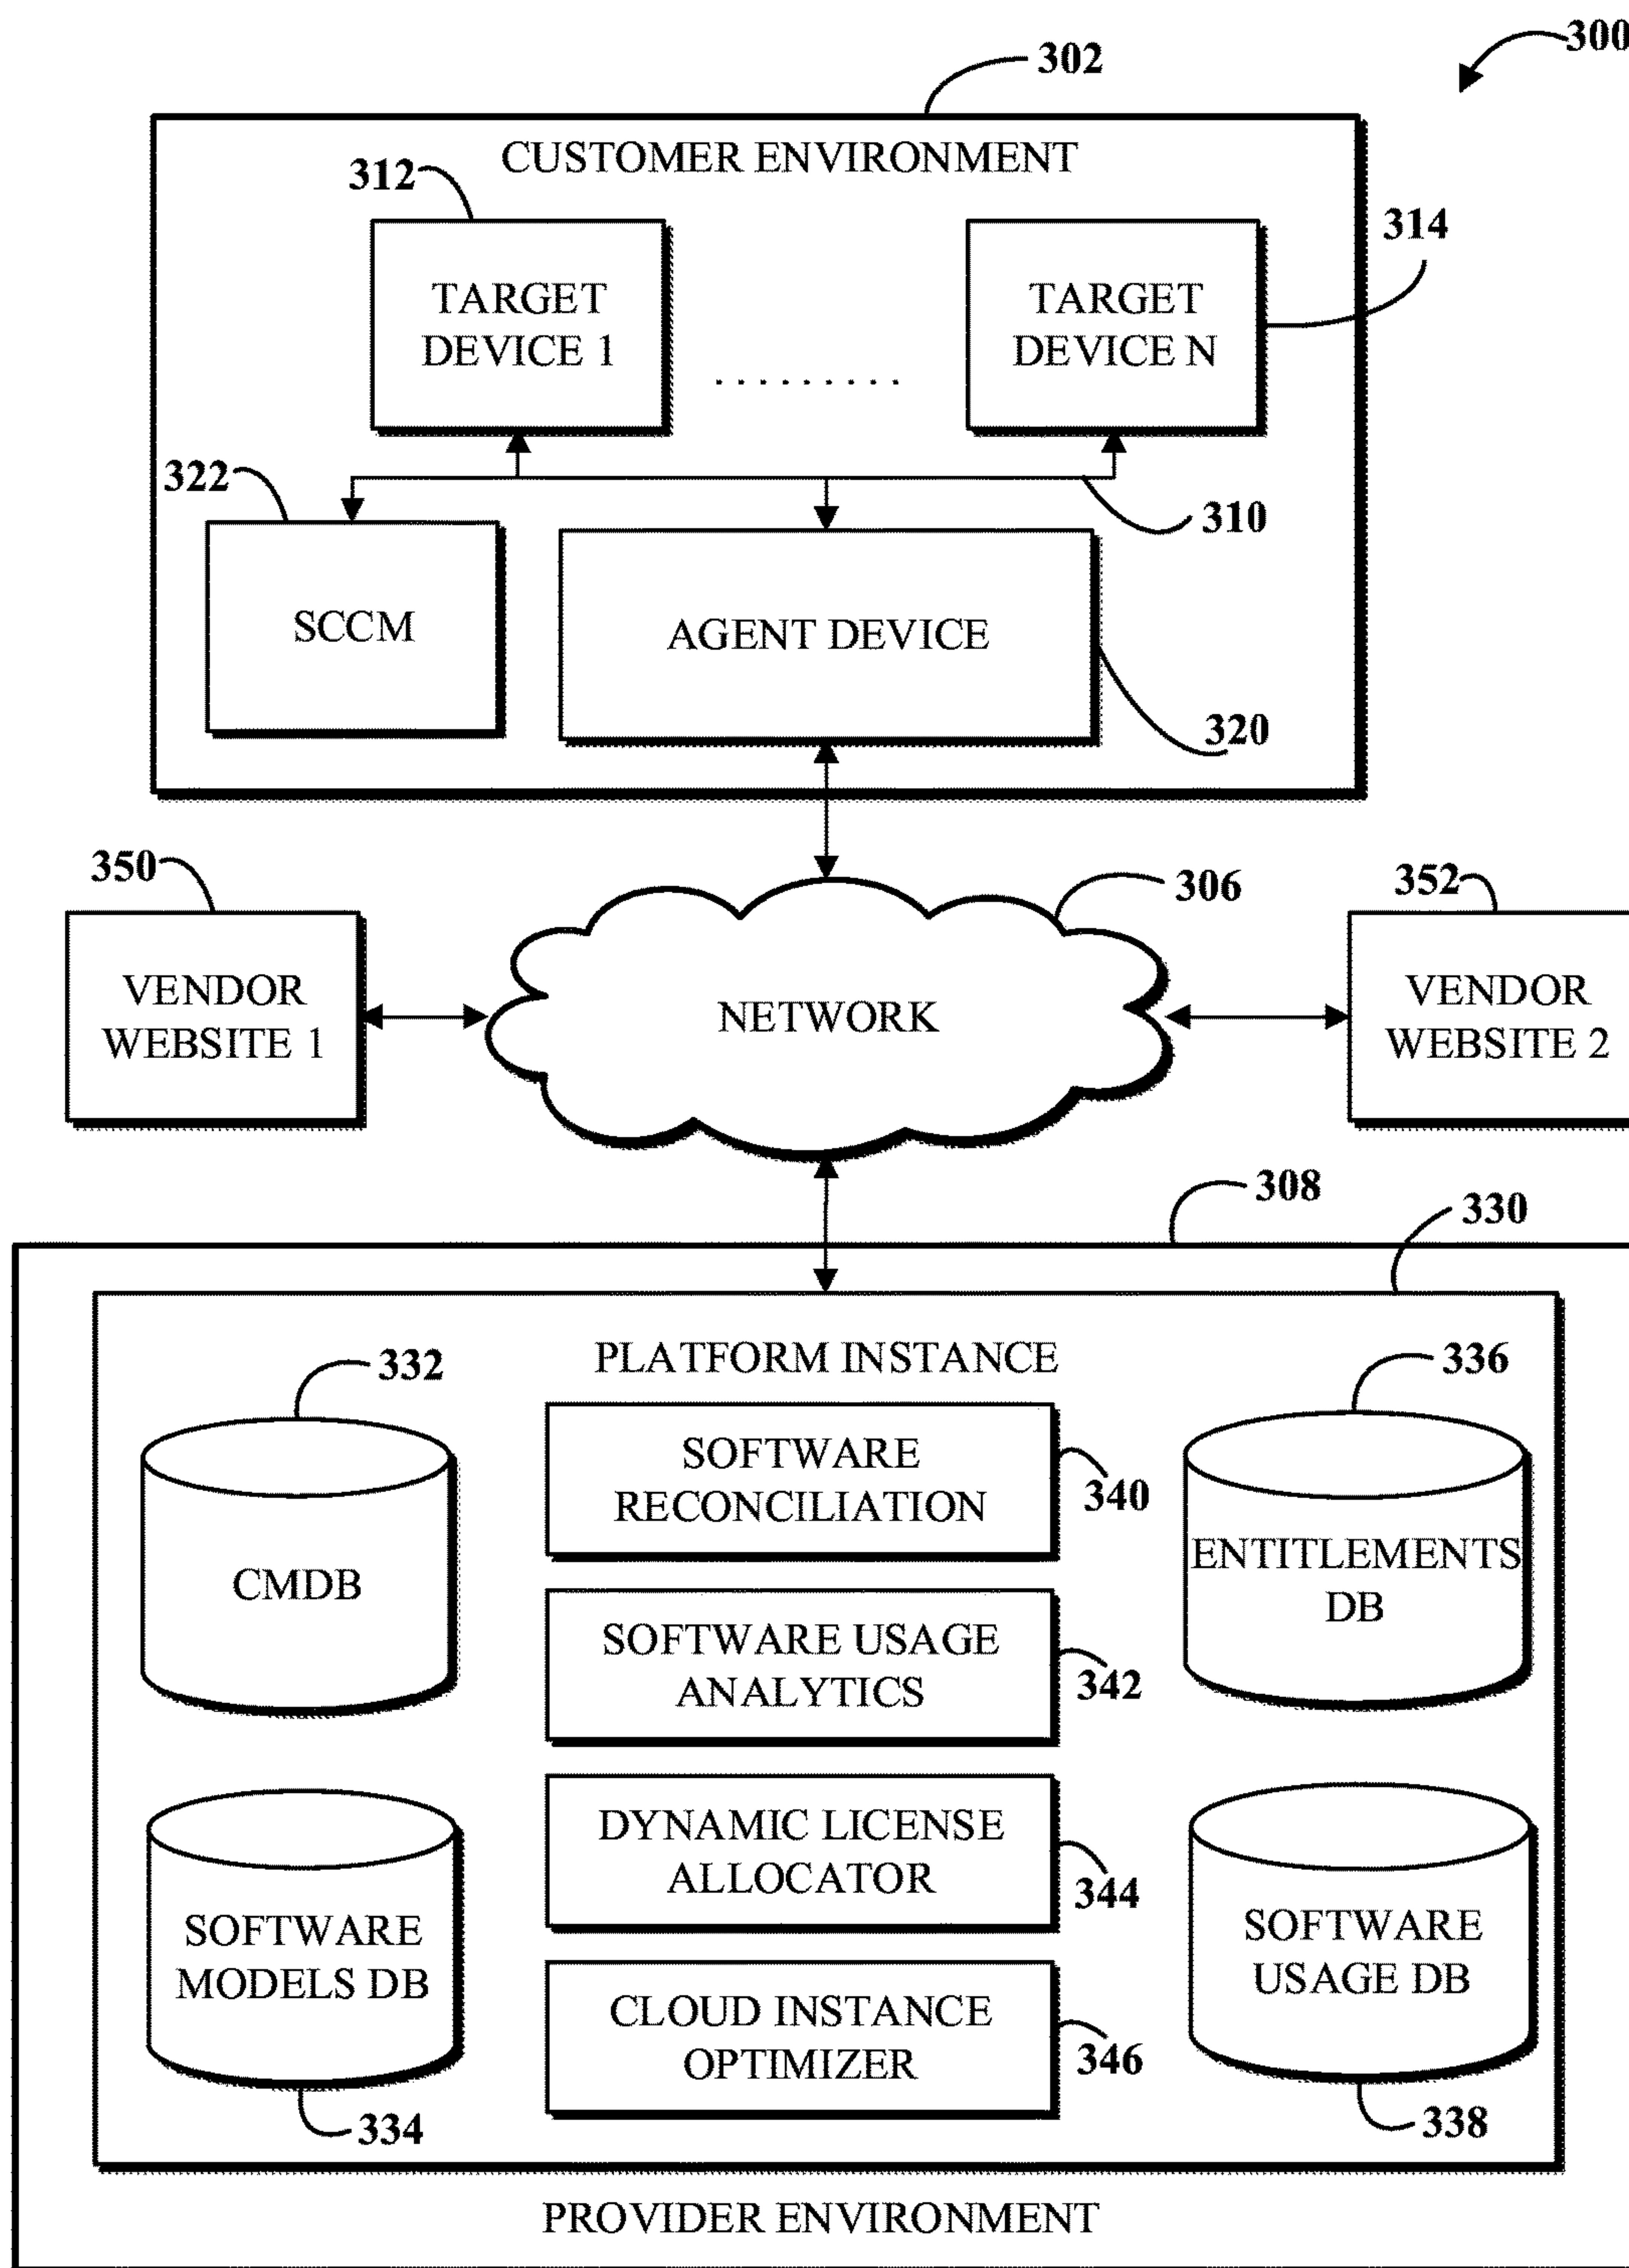 300
302
CUSTOMER ENVIRONMENT
312
314
TARGET
DEVICE 1
.........
TARGET
DEVICE N
322
310
SCCM
AGENT DEVICE
320
350
306
352
VENDOR
WEBSITE 1
NETWORK
VENDOR
WEBSITE 2
308
330
PLATFORM INSTANCE
332
336
SOFTWARE
RECONCILIATION
340
CMDB
ENTITLEMENTS
DB
SOFTWARE USAGE
ANALYTICS
342
DYNAMIC LICENSE
ALLOCATOR
344
SOFTWARE
MODELS DB
SOFTWARE
USAGE DB
CLOUD INSTANCE
OPTIMIZER
346
334
338
PROVIDER ENVIRONMENT